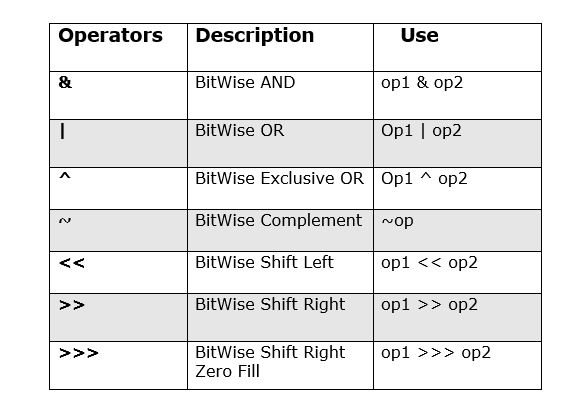 Operators Description Use
& BitWise AND op1 & op2
| BitWise OR Op1 | op2
^ BitWise Exclusive OR Op1 ^ op2
~ BitWise Complement ~op
<< BitWise Shift Left op1 << op2
>> BitWise Shift Right op1 >> op2
>>> BitWise Shift Right op1 >>> op2
Zero Fill